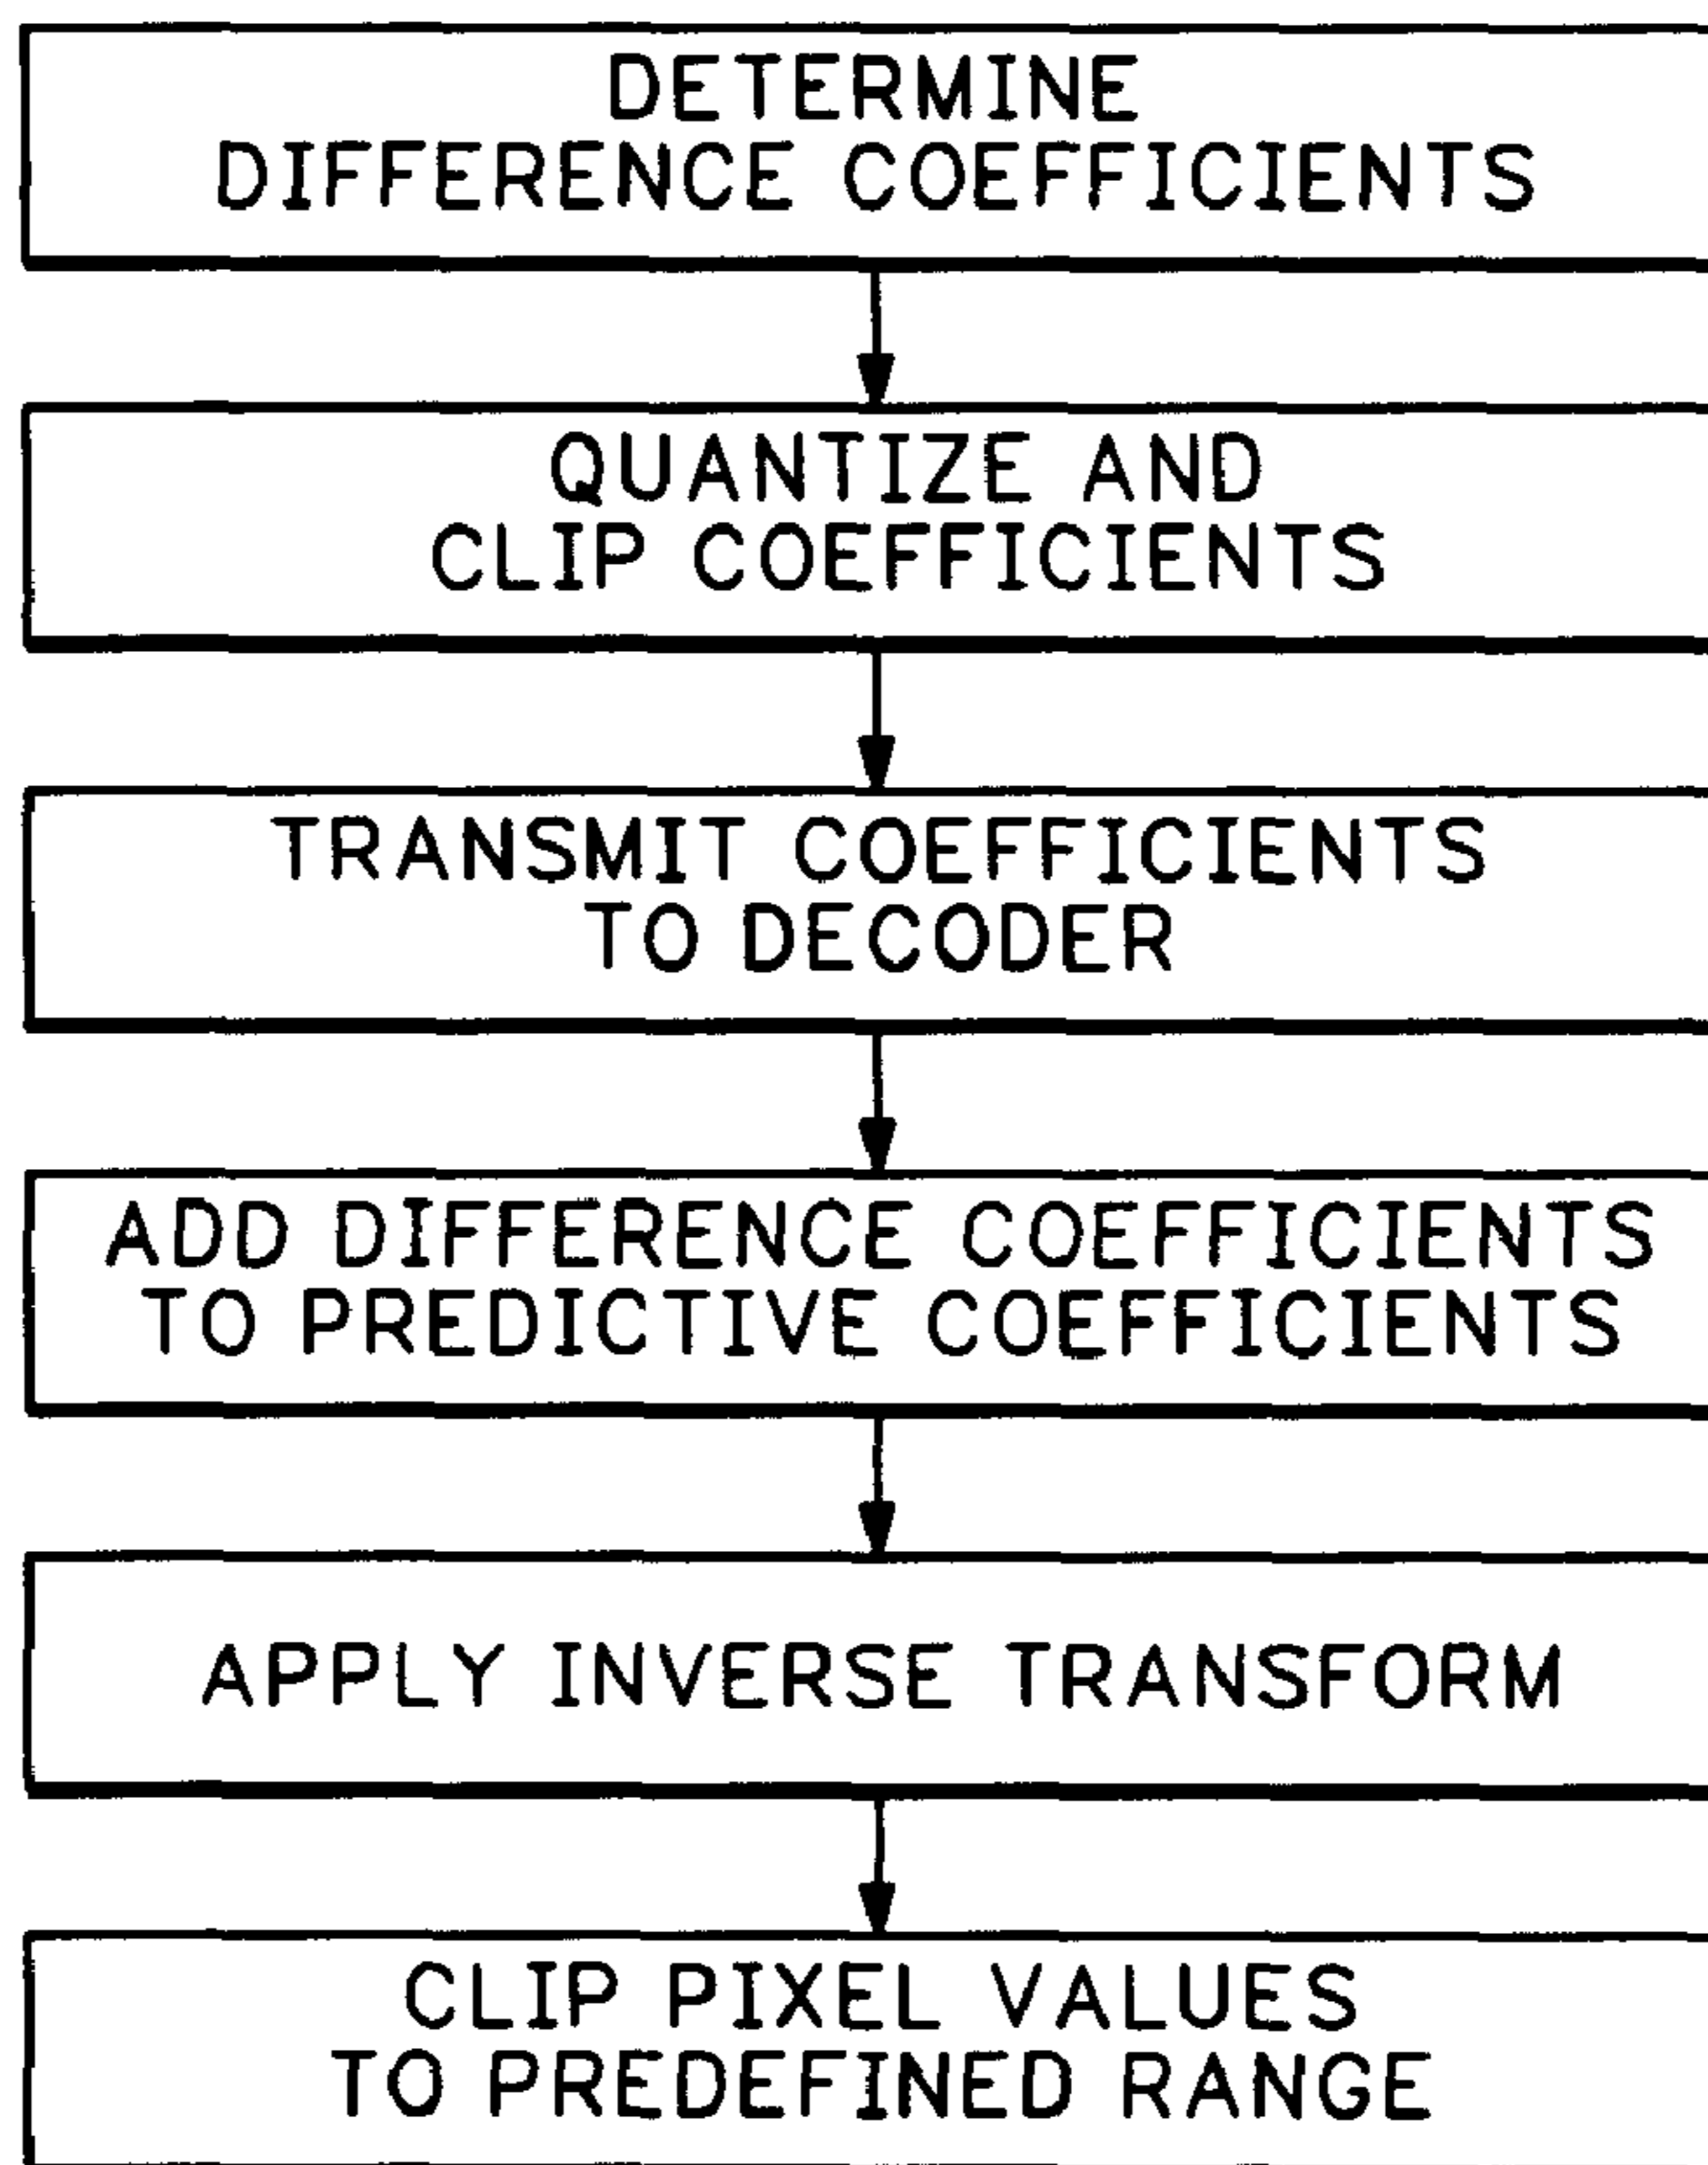 DETERMINE
DIFFERENCE COEFFICIENTS
QUANTIZE AND
CLIP COEFFICIENTS
TRANSMIT COEFFICIENTS
TO DECODER
ADD DIFFERENCE COEFFICIENTS
TO PREDICTIVE COEFFICIENTS
APPLY INVERSE TRANSFORM
CLIP PIXEL VALUES
TO PREDEFINED RANGE